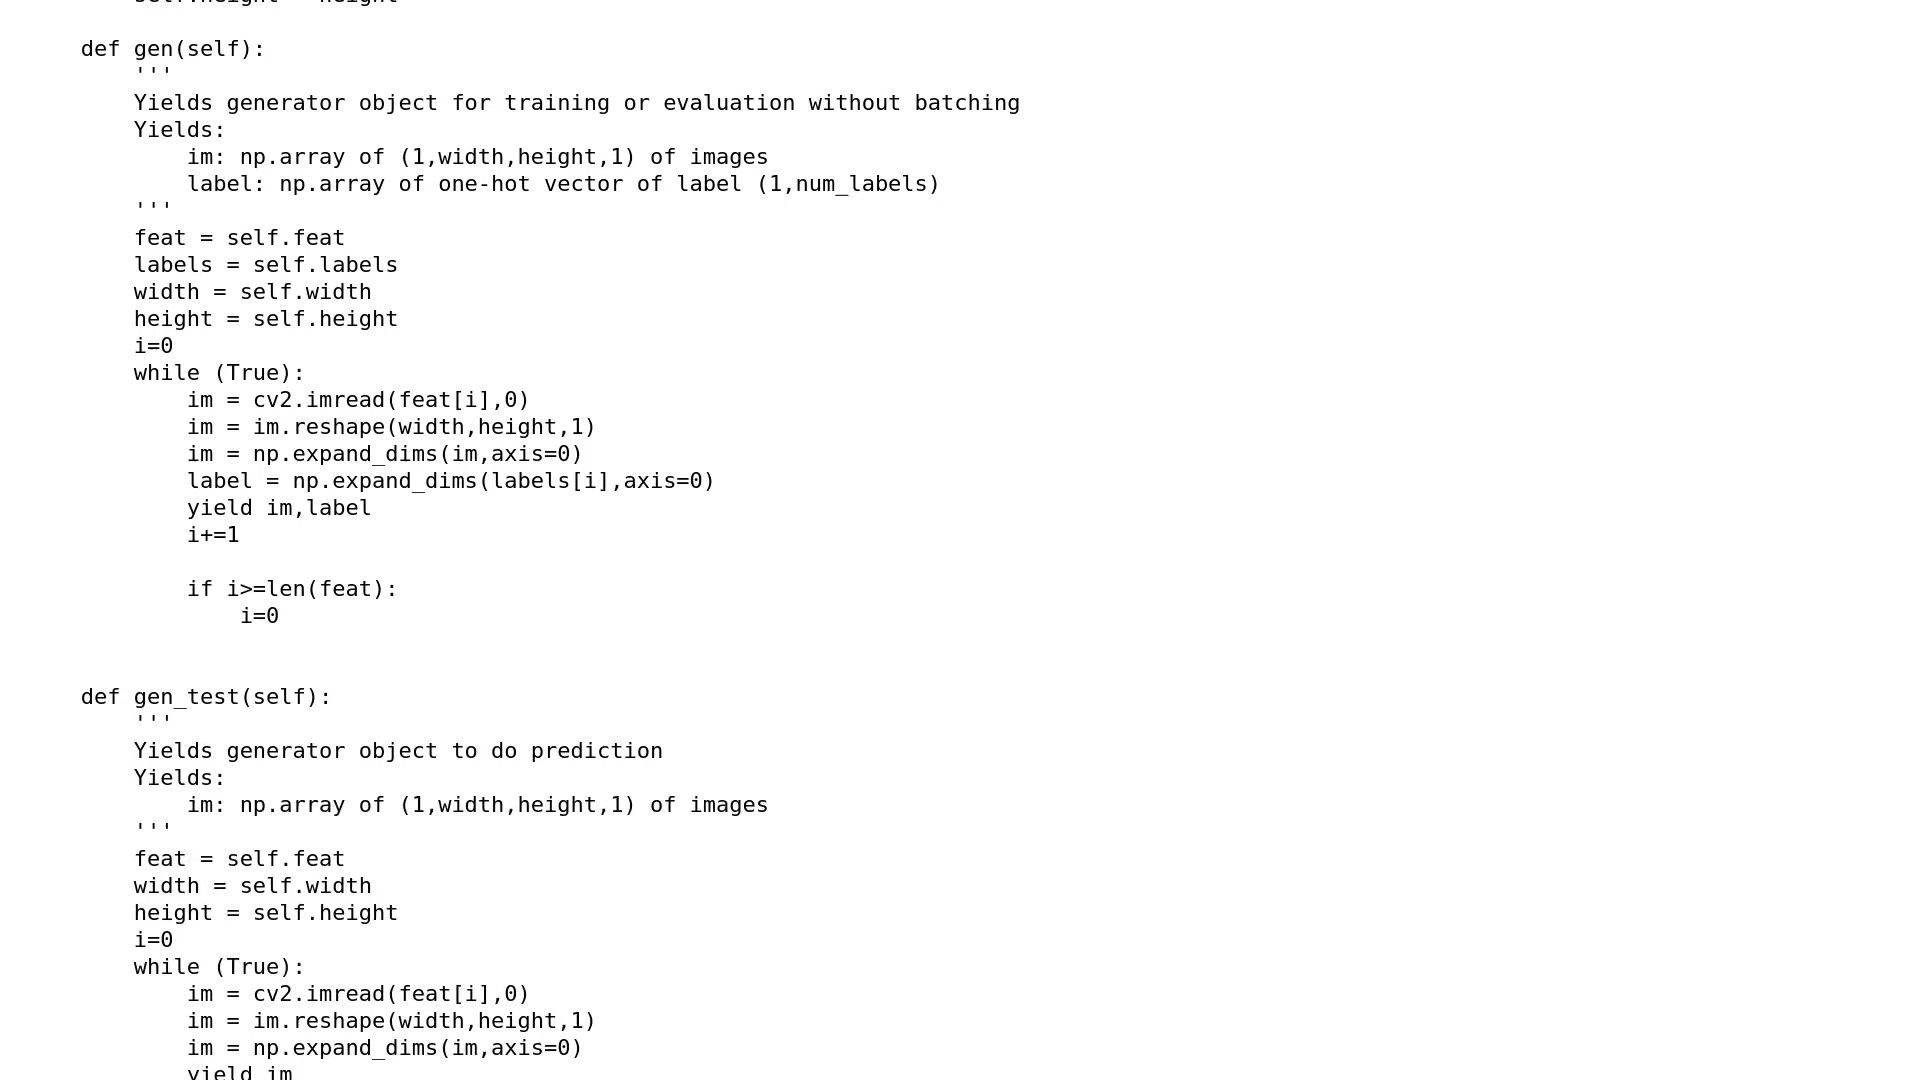 self.height = height
def gen(self):
'''
Yields generator object for training or evaluation without batching
Yields:
im: np.array of (1,width,height,1) of images
label: np.array of one-hot vector of label (1,num_labels)
'''
feat = self.feat
labels = self.labels
width = self.width
height = self.height
i=0
while (True):
im = cv2.imread(feat[i],0)
im = im.reshape(width,height,1)
im = np.expand_dims(im,axis=0)
label = np.expand_dims(labels[i],axis=0)
yield im,label
i+=1
if i>=len(feat):
i=0
def gen_test(self):
'''
Yields generator object to do prediction
Yields:
im: np.array of (1,width,height,1) of images
'''
feat = self.feat
width = self.width
height = self.height
i=0
while (True):
im = cv2.imread(feat[i],0)
im = im.reshape(width,height,1)
im = np.expand_dims(im,axis=0)
yield im